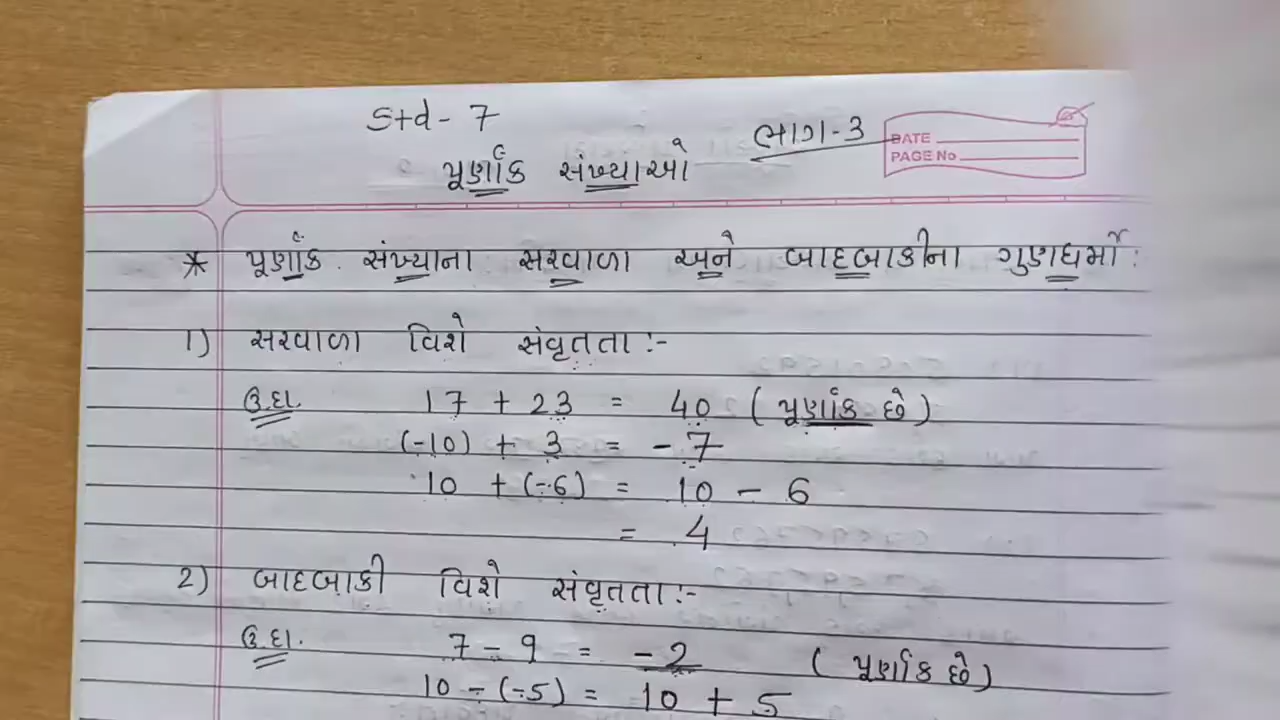 Std - 7
ભાગ-૩
DATE
PAGE No
પૂર્ણાંક સંખ્યાઓ
* પૂર્ણાંક સંખ્યાના સરવાળા અને બાદબાકીના ગુણધર્મો:
1) સરવાળા વિશે સંવૃતતા :-
ઉ.દા. 17 + 23 = 40 ( પૂર્ણાંક છે )
(-10) + 3 = - 7
10 + (-6) = 10 - 6
= 4
2) બાદબાકી વિશે સંવૃતતા :-
ઉ.દા. 7 - 9 = -2 ( પૂર્ણાંક છે )
10 - (-5) = 10 + 5